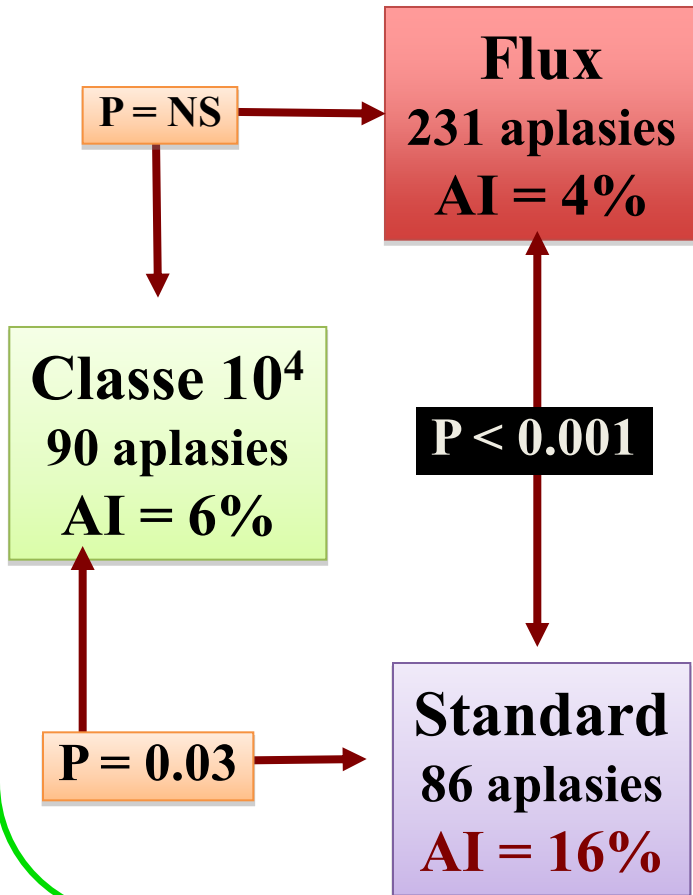 Flux
231 aplasies
AI = 4%
P = NS
Classe 10⁴
90 aplasies
AI = 6%
P < 0.001
P = 0.03
Standard
86 aplasies
AI = 16%